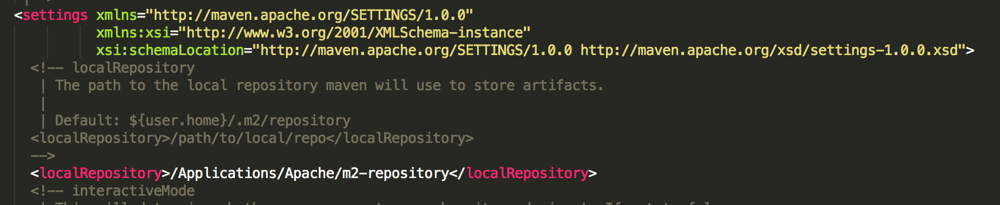 <settings xmlns="http://maven.apache.org/SETTINGS/1.0.0"
xmlns:xsi="http://www.w3.org/2001/XMLSchema-instance"
xsi:schemaLocation="http://maven.apache.org/SETTINGS/1.0.0 http://maven.apache.org/xsd/settings-1.0.0.xsd">
<!-- localRepository
| The path to the local repository maven will use to store artifacts.
|
| Default: ${user.home}/.m2/repository
<localRepository>/path/to/local/repo</localRepository>
-->
<localRepository>/Applications/Apache/m2-repository</localRepository>
<!-- interactiveMode